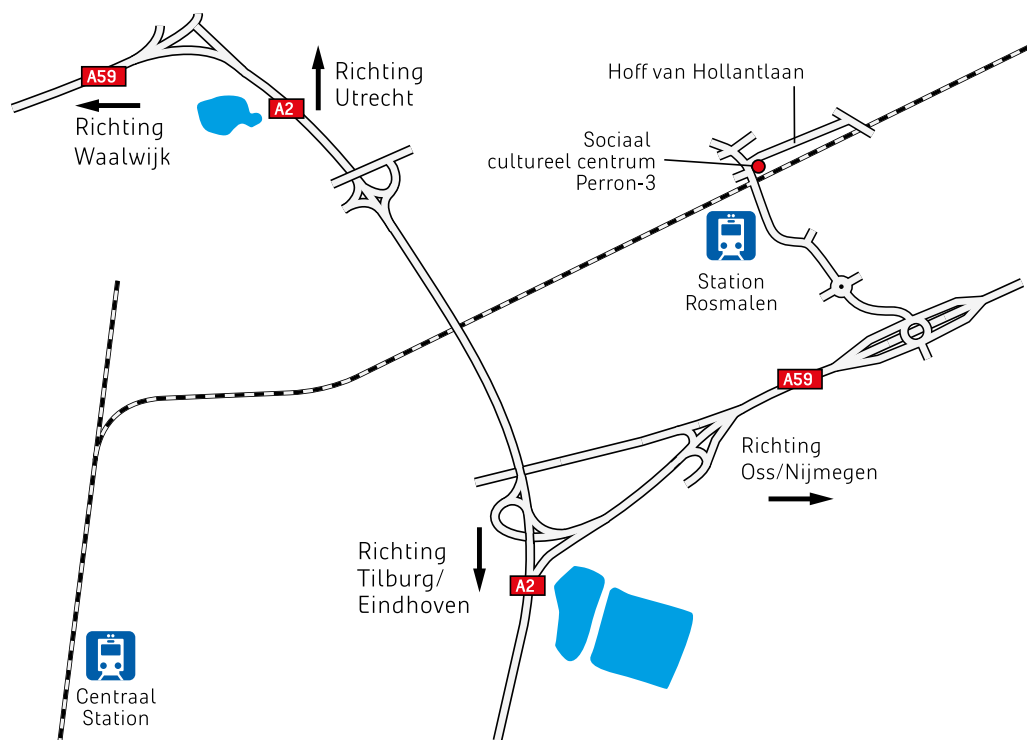 A59
Richting
Waalwijk
A2
Richting
Utrecht
Hoff van Hollantlaan
Sociaal
cultureel centrum
Perron-3
Station
Rosmalen
A59
Richting
Oss/Nijmegen
Richting
Tilburg/
Eindhoven
A2
Centraal
Station